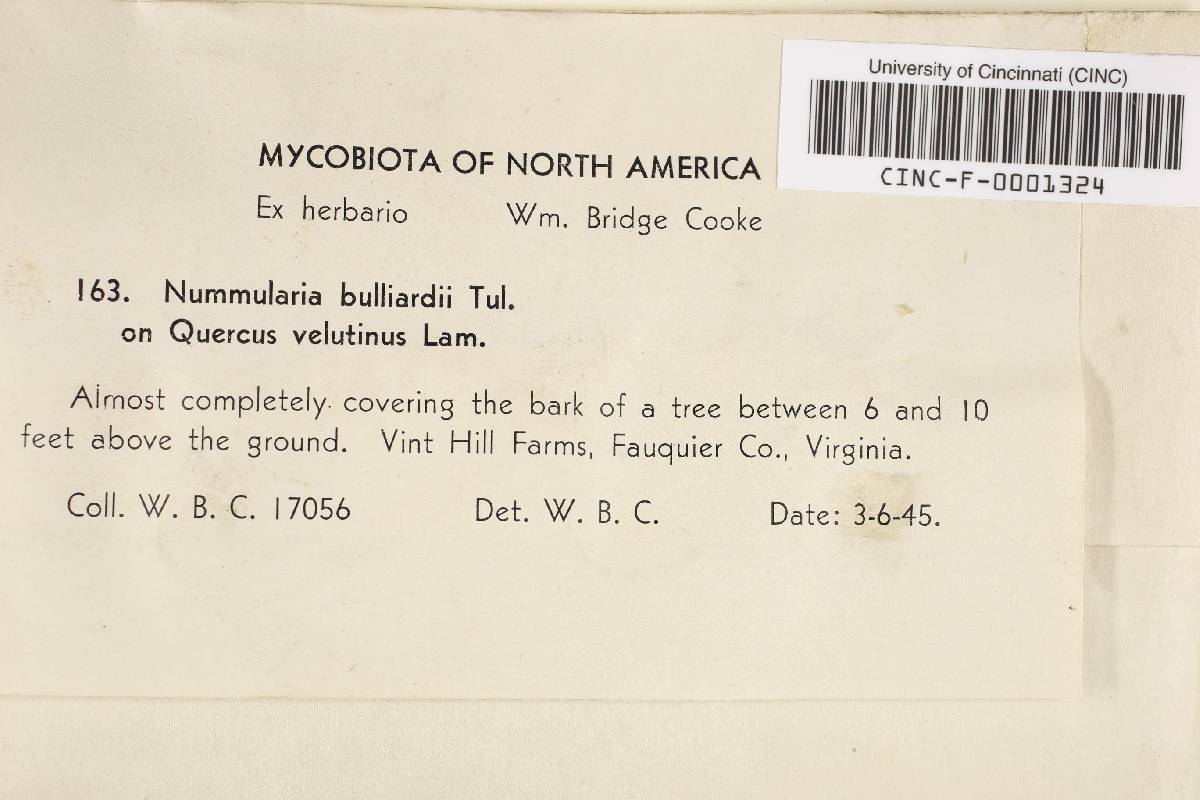 University of Cincinnati (CINC)
CINC-F-0001324
MYCOBIOTA OF NORTH AMERICA
Ex herbario Wm. Bridge Cooke
163. Nummularia bulliardii Tul.
on Quercus velutinus Lam.
Almost completely covering the bark of a tree between 6 and 10
feet above the ground. Vint Hill Farms, Fauquier Co., Virginia.
Coll. W. B. C. 17056 Det. W. B. C. Date: 3-6-45.